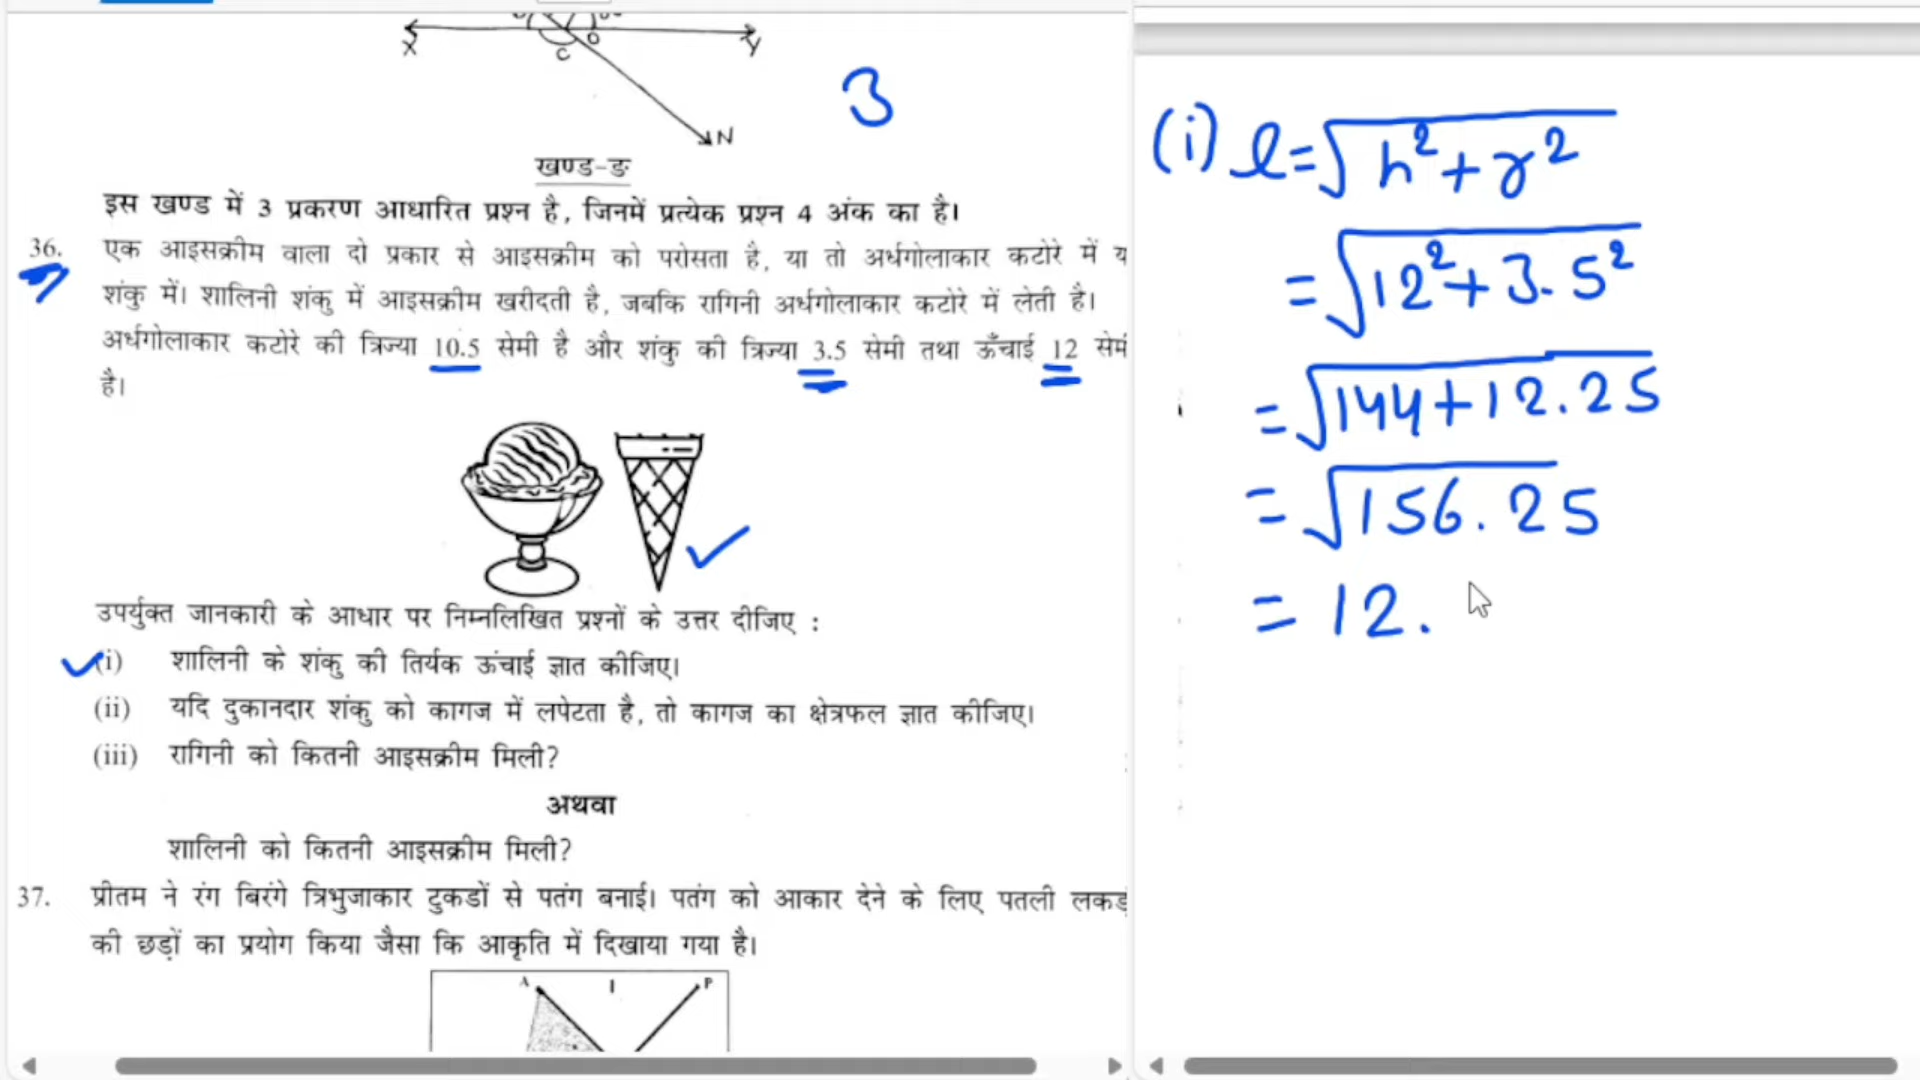 X
C
O
Y
N
3
खण्ड-ङ
इस खण्ड में 3 प्रकरण आधारित प्रश्न है, जिनमें प्रत्येक प्रश्न 4 अंक का है।
36. एक आइसक्रीम वाला दो प्रकार से आइसक्रीम को परोसता है, या तो अर्धगोलाकार कटोरे में
शंकु में। शालिनी शंकु में आइसक्रीम खरीदती है, जबकि रागिनी अर्धगोलाकार कटोरे में लेती है।
अर्धगोलाकार कटोरे की त्रिज्या 10.5 सेमी है और शंकु की त्रिज्या 3.5 सेमी तथा ऊँचाई 12
है।
उपर्युक्त जानकारी के आधार पर निम्नलिखित प्रश्नों के उत्तर दीजिए :
(i) शालिनी के शंकु की तिर्यक ऊंचाई ज्ञात कीजिए।
(ii) यदि दुकानदार शंकु को कागज में लपेटता है, तो कागज का क्षेत्रफल ज्ञात कीजिए।
(iii) रागिनी को कितनी आइसक्रीम मिली?
अथवा
शालिनी को कितनी आइसक्रीम मिली?
37. प्रीतम ने रंग बिरंगे त्रिभुजाकार टुकडों से पतंग बनाई। पतंग को आकार देने के लिए पतली
की छड़ों का प्रयोग किया जैसा कि आकृति में दिखाया गया है।
A P
(i) l=√h²+r²
=√12²+3.5²
=√144+12.25
=√156.25
=12.